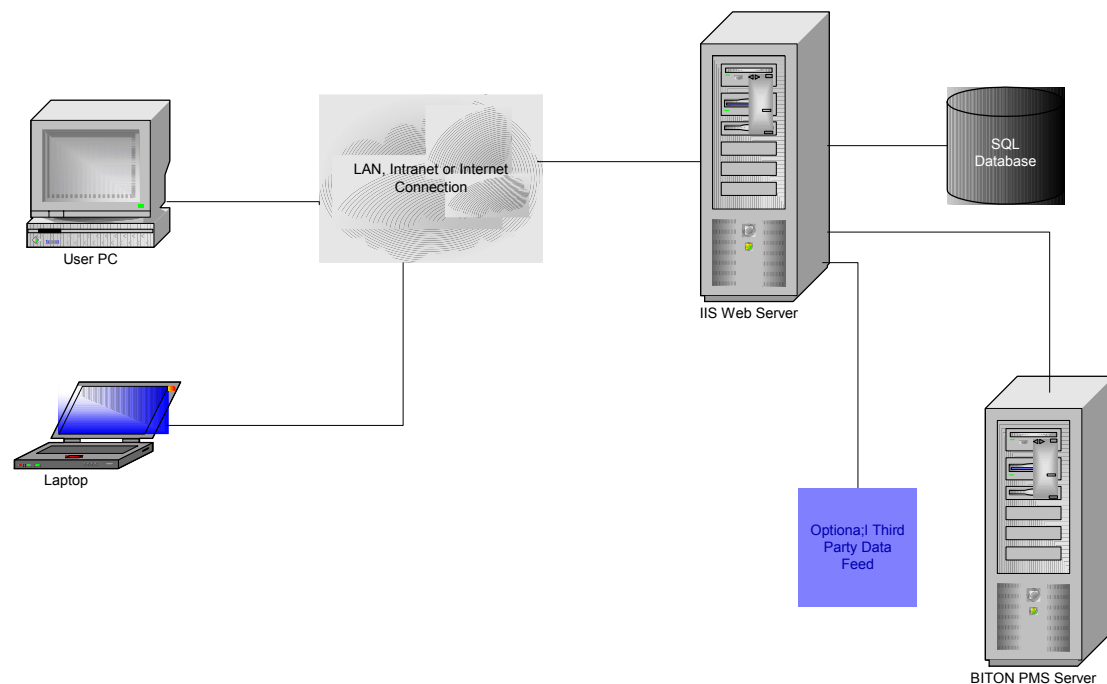 LAN, Intranet or Internet
Connection
SQL
Database
User PC
IIS Web Server
Laptop
Optiona;l Third
Party Data
Feed
BITON PMS Server